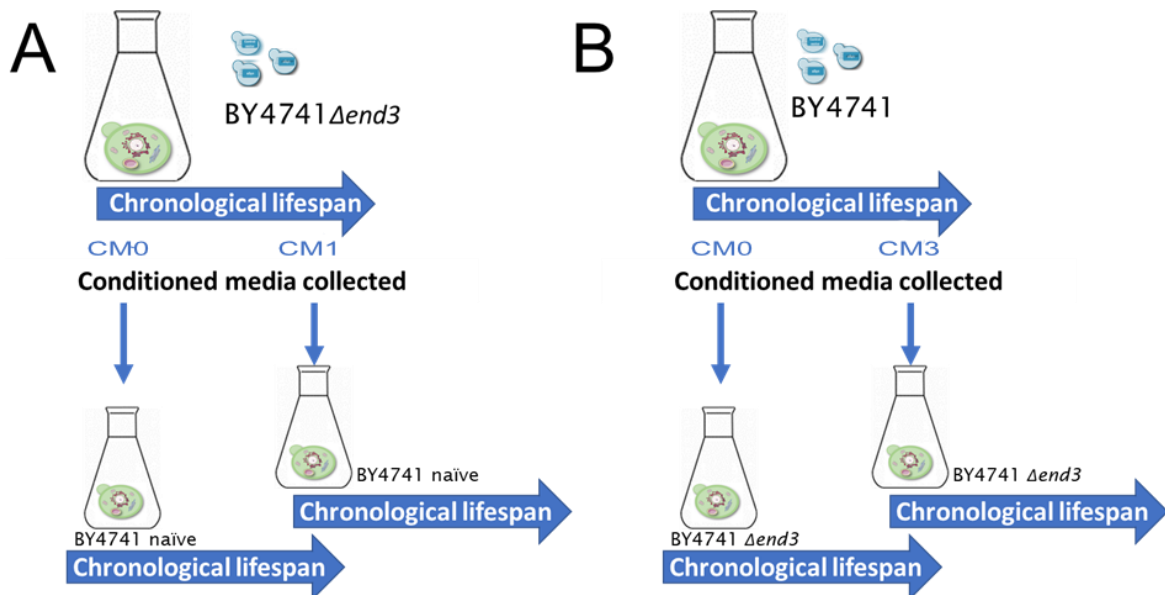 A
BY4741Δend3
Chronological lifespan
CM0
CM1
Conditioned media collected
BY4741 naïve
Chronological lifespan
BY4741 naïve
Chronological lifespan
B
BY4741
Chronological lifespan
CM0
CM3
Conditioned media collected
BY4741 Δend3
Chronological lifespan
BY4741 Δend3
Chronological lifespan